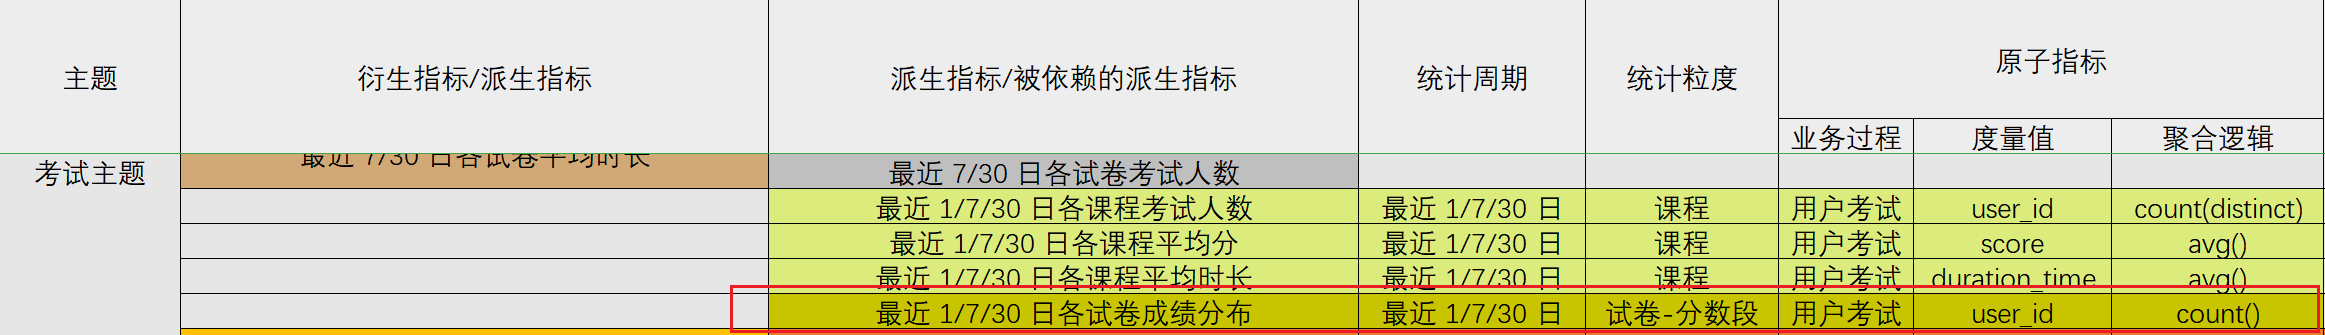 主题 衍生指标/派生指标 派生指标/被依赖的派生指标 统计周期 统计粒度 原子指标
业务过程 度量值 聚合逻辑
考试主题 最近 7/30 日各试卷平均时长 最近 7/30 日各试卷考试人数
最近 1/7/30 日各课程考试人数 最近 1/7/30 日 课程 用户考试 user_id count(distinct)
最近 1/7/30 日各课程平均分 最近 1/7/30 日 课程 用户考试 score avg()
最近 1/7/30 日各课程平均时长 最近 1/7/30 日 课程 用户考试 duration_time avg()
最近 1/7/30 日各试卷成绩分布 最近 1/7/30 日 试卷-分数段 用户考试 user_id count()